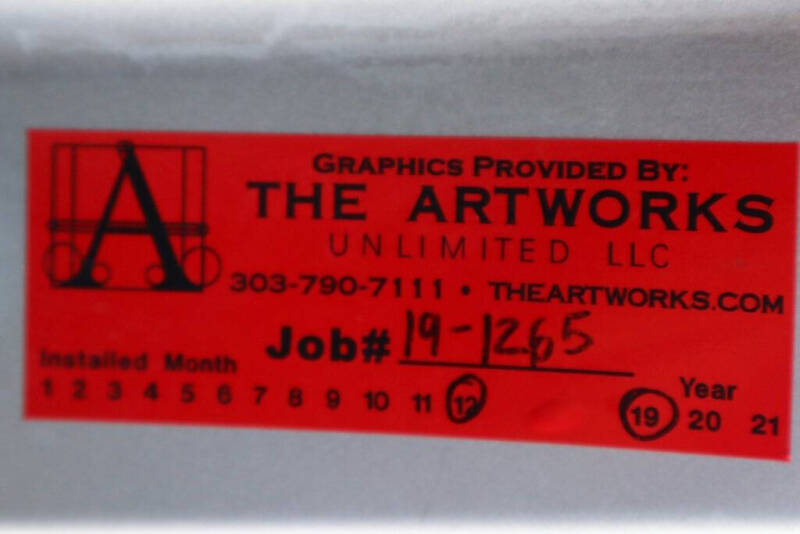 A
GRAPHICS PROVIDED BY:
THE ARTWORKS
UNLIMITED LLC
303-790-7111 • THEARTWORKS.COM
Job# 19-1265
Installed Month
1 2 3 4 5 6 7 8 9 10 11 12
Year
19 20 21